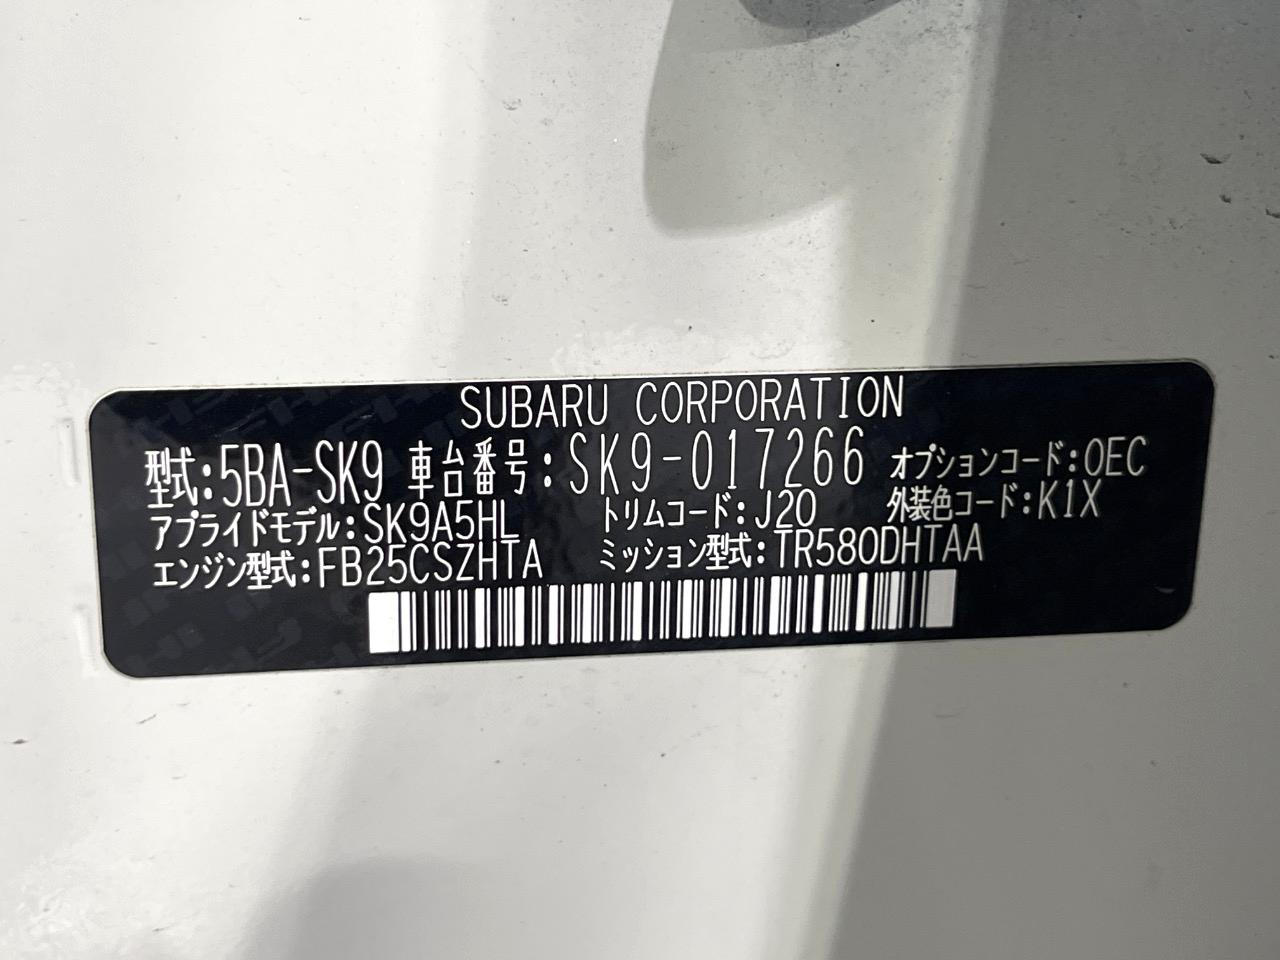 SUBARU CORPORATION
型式:5BA-SK9 車台番号:SK9-017266 オプションコード:OEC
アプライドモデル:SK9A5HL トリムコード:J20 外装色コード:K1X
エンジン型式:FB25CSZHTA ミッション型式:TR580DHTAA